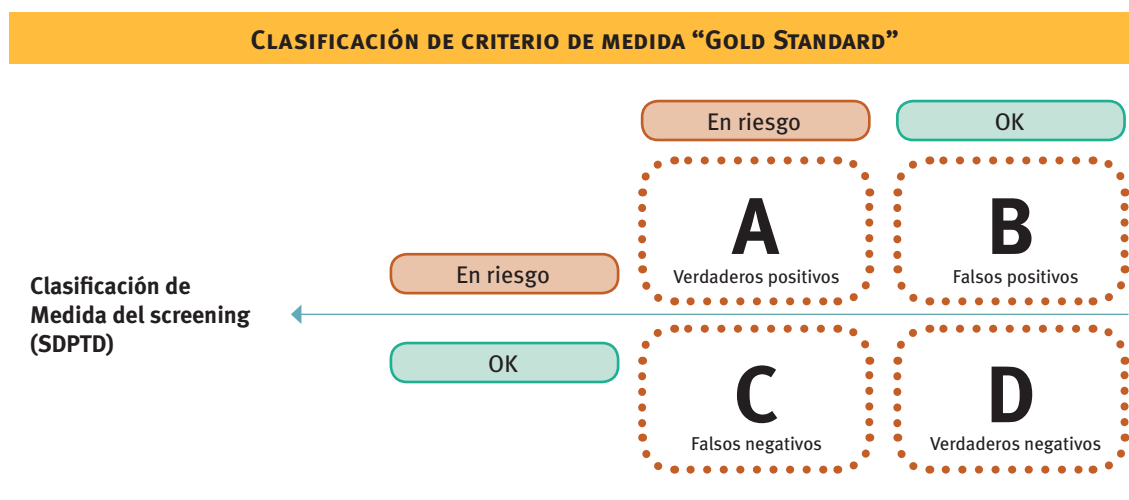 CLASIFICACIÓN DE CRITERIO DE MEDIDA “GOLD STANDARD”
En riesgo
OK
A
Verdaderos positivos
B
Falsos positivos
Clasificación de
Medida del screening
(SDPTD)
En riesgo
OK
C
Falsos negativos
D
Verdaderos negativos